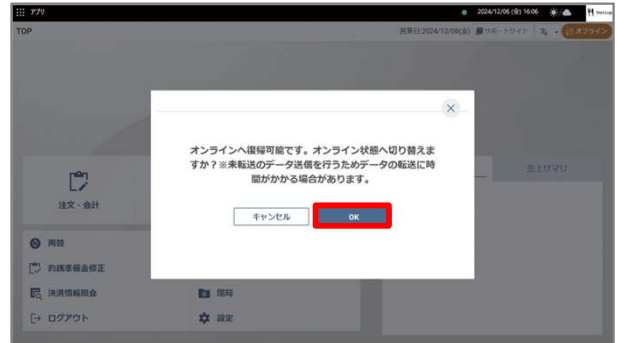 アプリ
2024/12/06 (金) 16:06
TOP
営業日:2024/12/06(金)
サポートサイト
オフライン
オンラインへ復帰可能です。オンライン状態へ切り替えま
すか？※未転送のデータ送信を行うためデータの転送に時
間がかかる場合があります。
キャンセル
OK
注文・会計
売上サマリ
両替
釣銭準備金修正
決済情報照会
閉局
ログアウト
設定